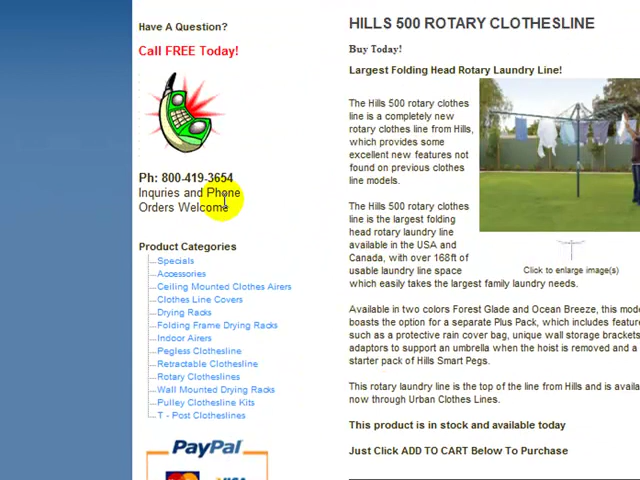 Have A Question?
Call FREE Today!
Ph: 800-419-3654
Inquries and Phone
Orders Welcome
Product Categories
Specials
Accessories
Ceiling Mounted Clothes Airers
Clothes Line Covers
Drying Racks
Folding Frame Drying Racks
Indoor Airers
Pegless Clothesline
Retractable Clothesline
Rotary Clotheslines
Wall Mounted Drying Racks
Pulley Clothesline Kits
T - Post Clotheslines
PayPal
HILLS 500 ROTARY CLOTHESLINE
Buy Today!
Largest Folding Head Rotary Laundry Line!
The Hills 500 rotary clothes
line is a completely new
rotary clothes line from Hills,
which provides some
excellent new features not
found on previous clothes
line models.
The Hills 500 rotary clothes
line is the largest folding
head rotary laundry line
available in the USA and
Canada, with over 168ft of
usable laundry line space
which easily takes the largest family laundry needs.
Click to enlarge image(s)
Available in two colors Forest Glade and Ocean Breeze, this mode
boasts the option for a separate Plus Pack, which includes feature
such as a protective rain cover bag, unique wall storage brackets
adaptors to support an umbrella when the hoist is removed and a
starter pack of Hills Smart Pegs.
This rotary laundry line is the top of the line from Hills and is availa
now through Urban Clothes Lines.
This product is in stock and available today
Just Click ADD TO CART Below To Purchase